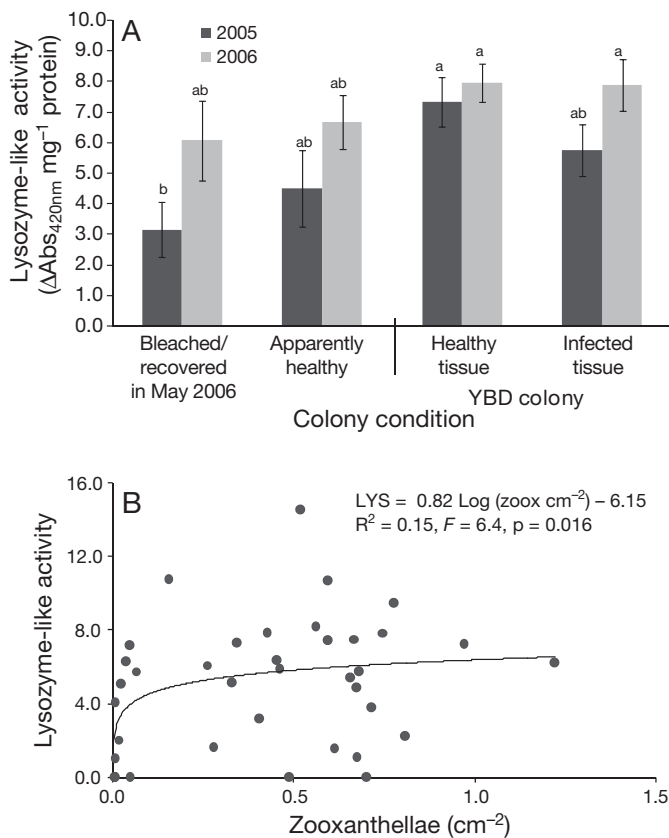 A
2005
2006
Lysozyme-like activity
(ΔAbs420nm mg−1 protein)
10.0
9.0
8.0
7.0
6.0
5.0
4.0
3.0
2.0
1.0
0.0
b
ab
ab
ab
a
a
ab
a
Bleached/
recovered
in May 2006
Apparently
healthy
Healthy
tissue
Infected
tissue
YBD colony
Colony condition
B
LYS = 0.82 Log (zoox cm−2) – 6.15
R2 = 0.15, F = 6.4, p = 0.016
Lysozyme-like activity
16.0
12.0
8.0
4.0
0.0
0.0
0.5
1.0
1.5
Zooxanthellae (cm−2)